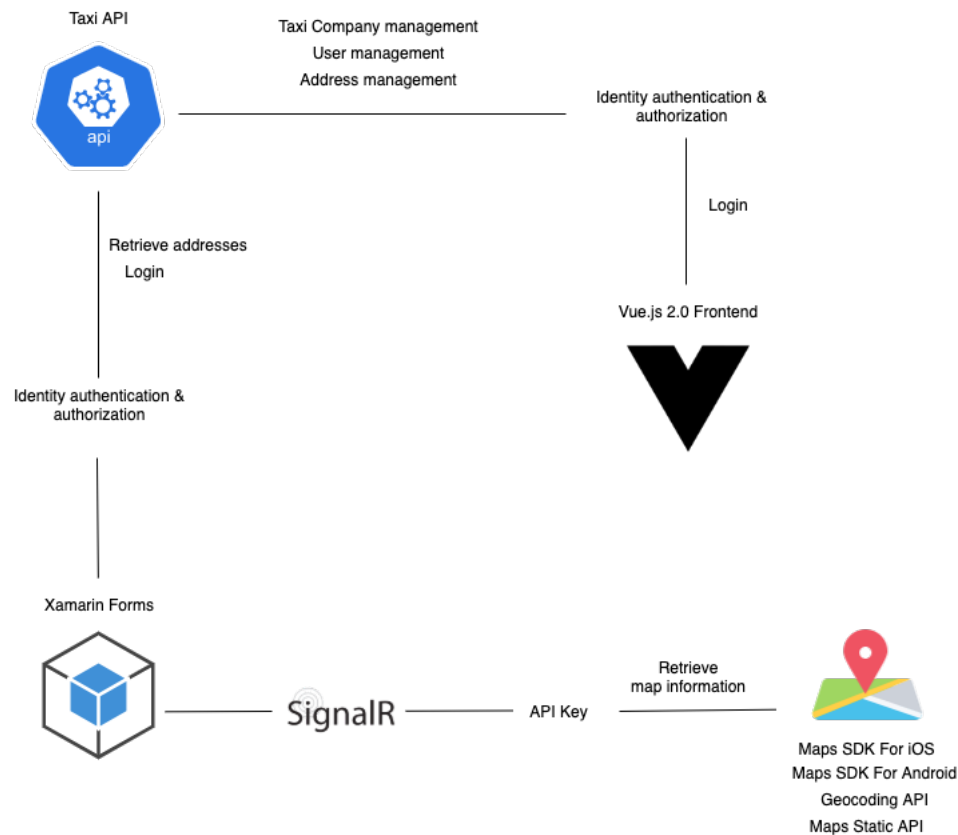 Taxi API
api
Taxi Company management
User management
Address management
Identity authentication &
authorization
Login
Vue.js 2.0 Frontend
Retrieve addresses
Login
Identity authentication &
authorization
Xamarin Forms
SignalR
API Key
Retrieve
map information
Maps SDK For iOS
Maps SDK For Android
Geocoding API
Maps Static API